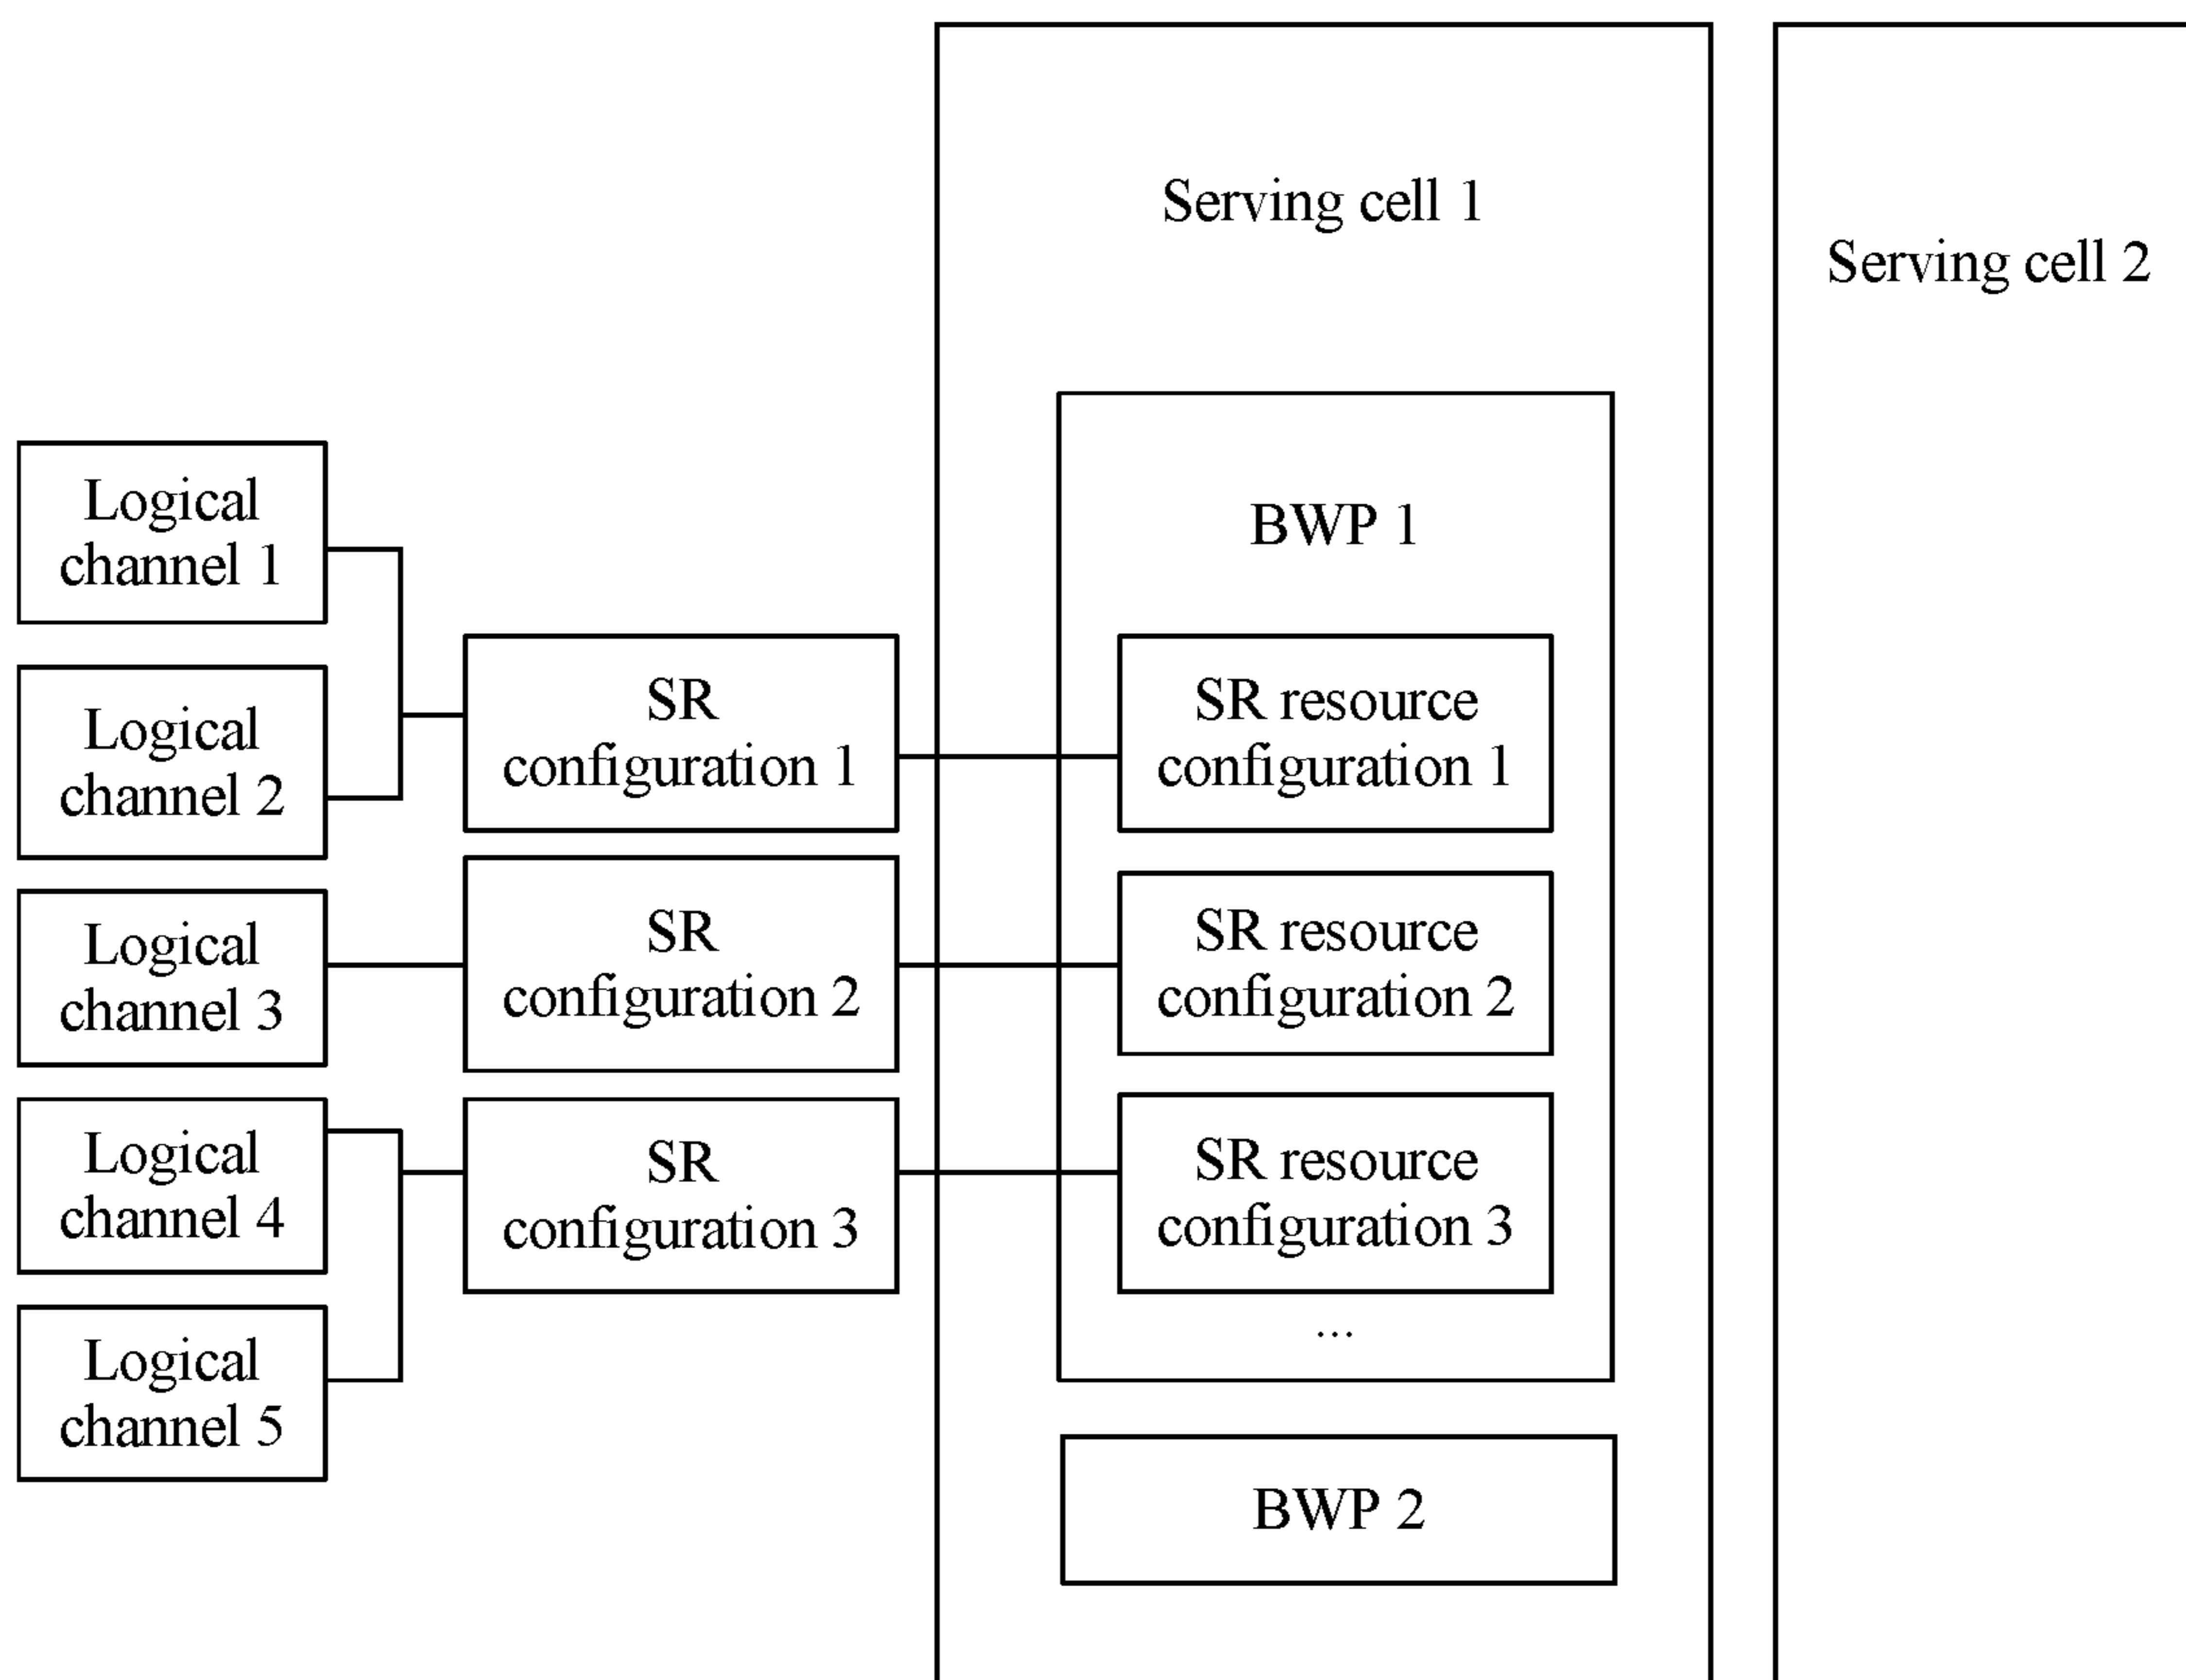 Serving cell 1
Serving cell 2
BWP 1
Logical
channel 1
Logical
channel 2
Logical
channel 3
Logical
channel 4
Logical
channel 5
SR
configuration 1
SR
configuration 2
SR
configuration 3
SR resource
configuration 1
SR resource
configuration 2
SR resource
configuration 3
...
BWP 2